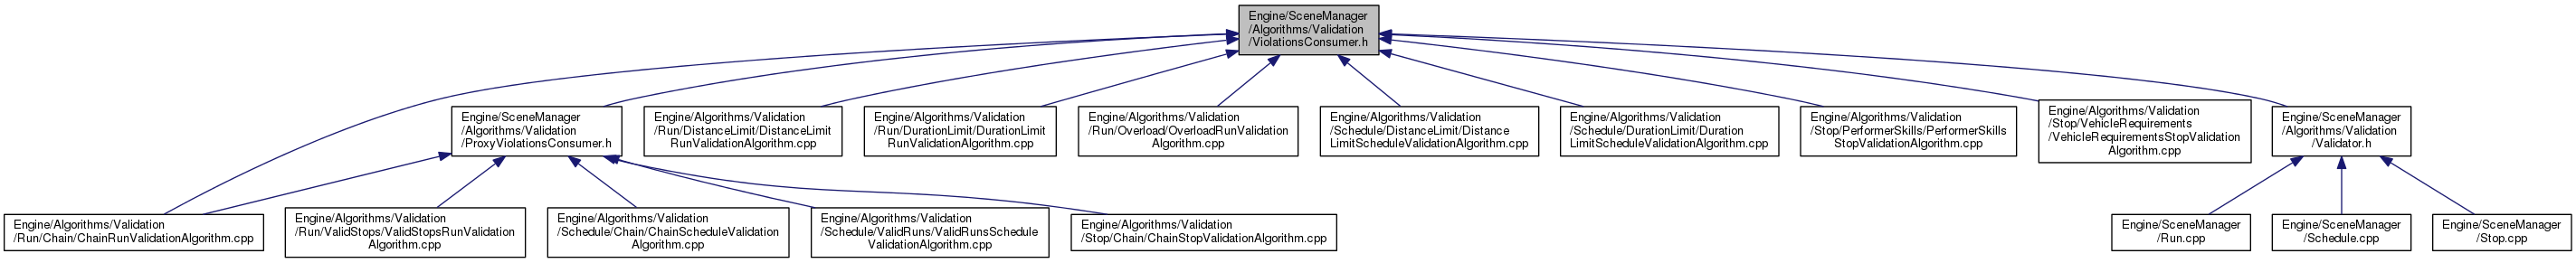 Engine/SceneManager
/Algorithms/Validation
/ViolationsConsumer.h
Engine/SceneManager
/Algorithms/Validation
/ProxyViolationsConsumer.h
Engine/Algorithms/Validation
/Run/DistanceLimit/DistanceLimit
RunValidationAlgorithm.cpp
Engine/Algorithms/Validation
/Run/DurationLimit/DurationLimit
RunValidationAlgorithm.cpp
Engine/Algorithms/Validation
/Run/Overload/OverloadRunValidation
Algorithm.cpp
Engine/Algorithms/Validation
/Schedule/DistanceLimit/Distance
LimitScheduleValidationAlgorithm.cpp
Engine/Algorithms/Validation
/Schedule/DurationLimit/Duration
LimitScheduleValidationAlgorithm.cpp
Engine/Algorithms/Validation
/Stop/PerformerSkills/PerformerSkills
StopValidationAlgorithm.cpp
Engine/Algorithms/Validation
/Stop/VehicleRequirements
/VehicleRequirementsStopValidation
Algorithm.cpp
Engine/SceneManager
/Algorithms/Validation
/Validator.h
Engine/Algorithms/Validation
/Run/Chain/ChainRunValidationAlgorithm.cpp
Engine/Algorithms/Validation
/Run/ValidStops/ValidStopsRunValidation
Algorithm.cpp
Engine/Algorithms/Validation
/Schedule/Chain/ChainScheduleValidation
Algorithm.cpp
Engine/Algorithms/Validation
/Schedule/ValidRuns/ValidRunsSchedule
ValidationAlgorithm.cpp
Engine/Algorithms/Validation
/Stop/Chain/ChainStopValidationAlgorithm.cpp
Engine/SceneManager
/Run.cpp
Engine/SceneManager
/Schedule.cpp
Engine/SceneManager
/Stop.cpp